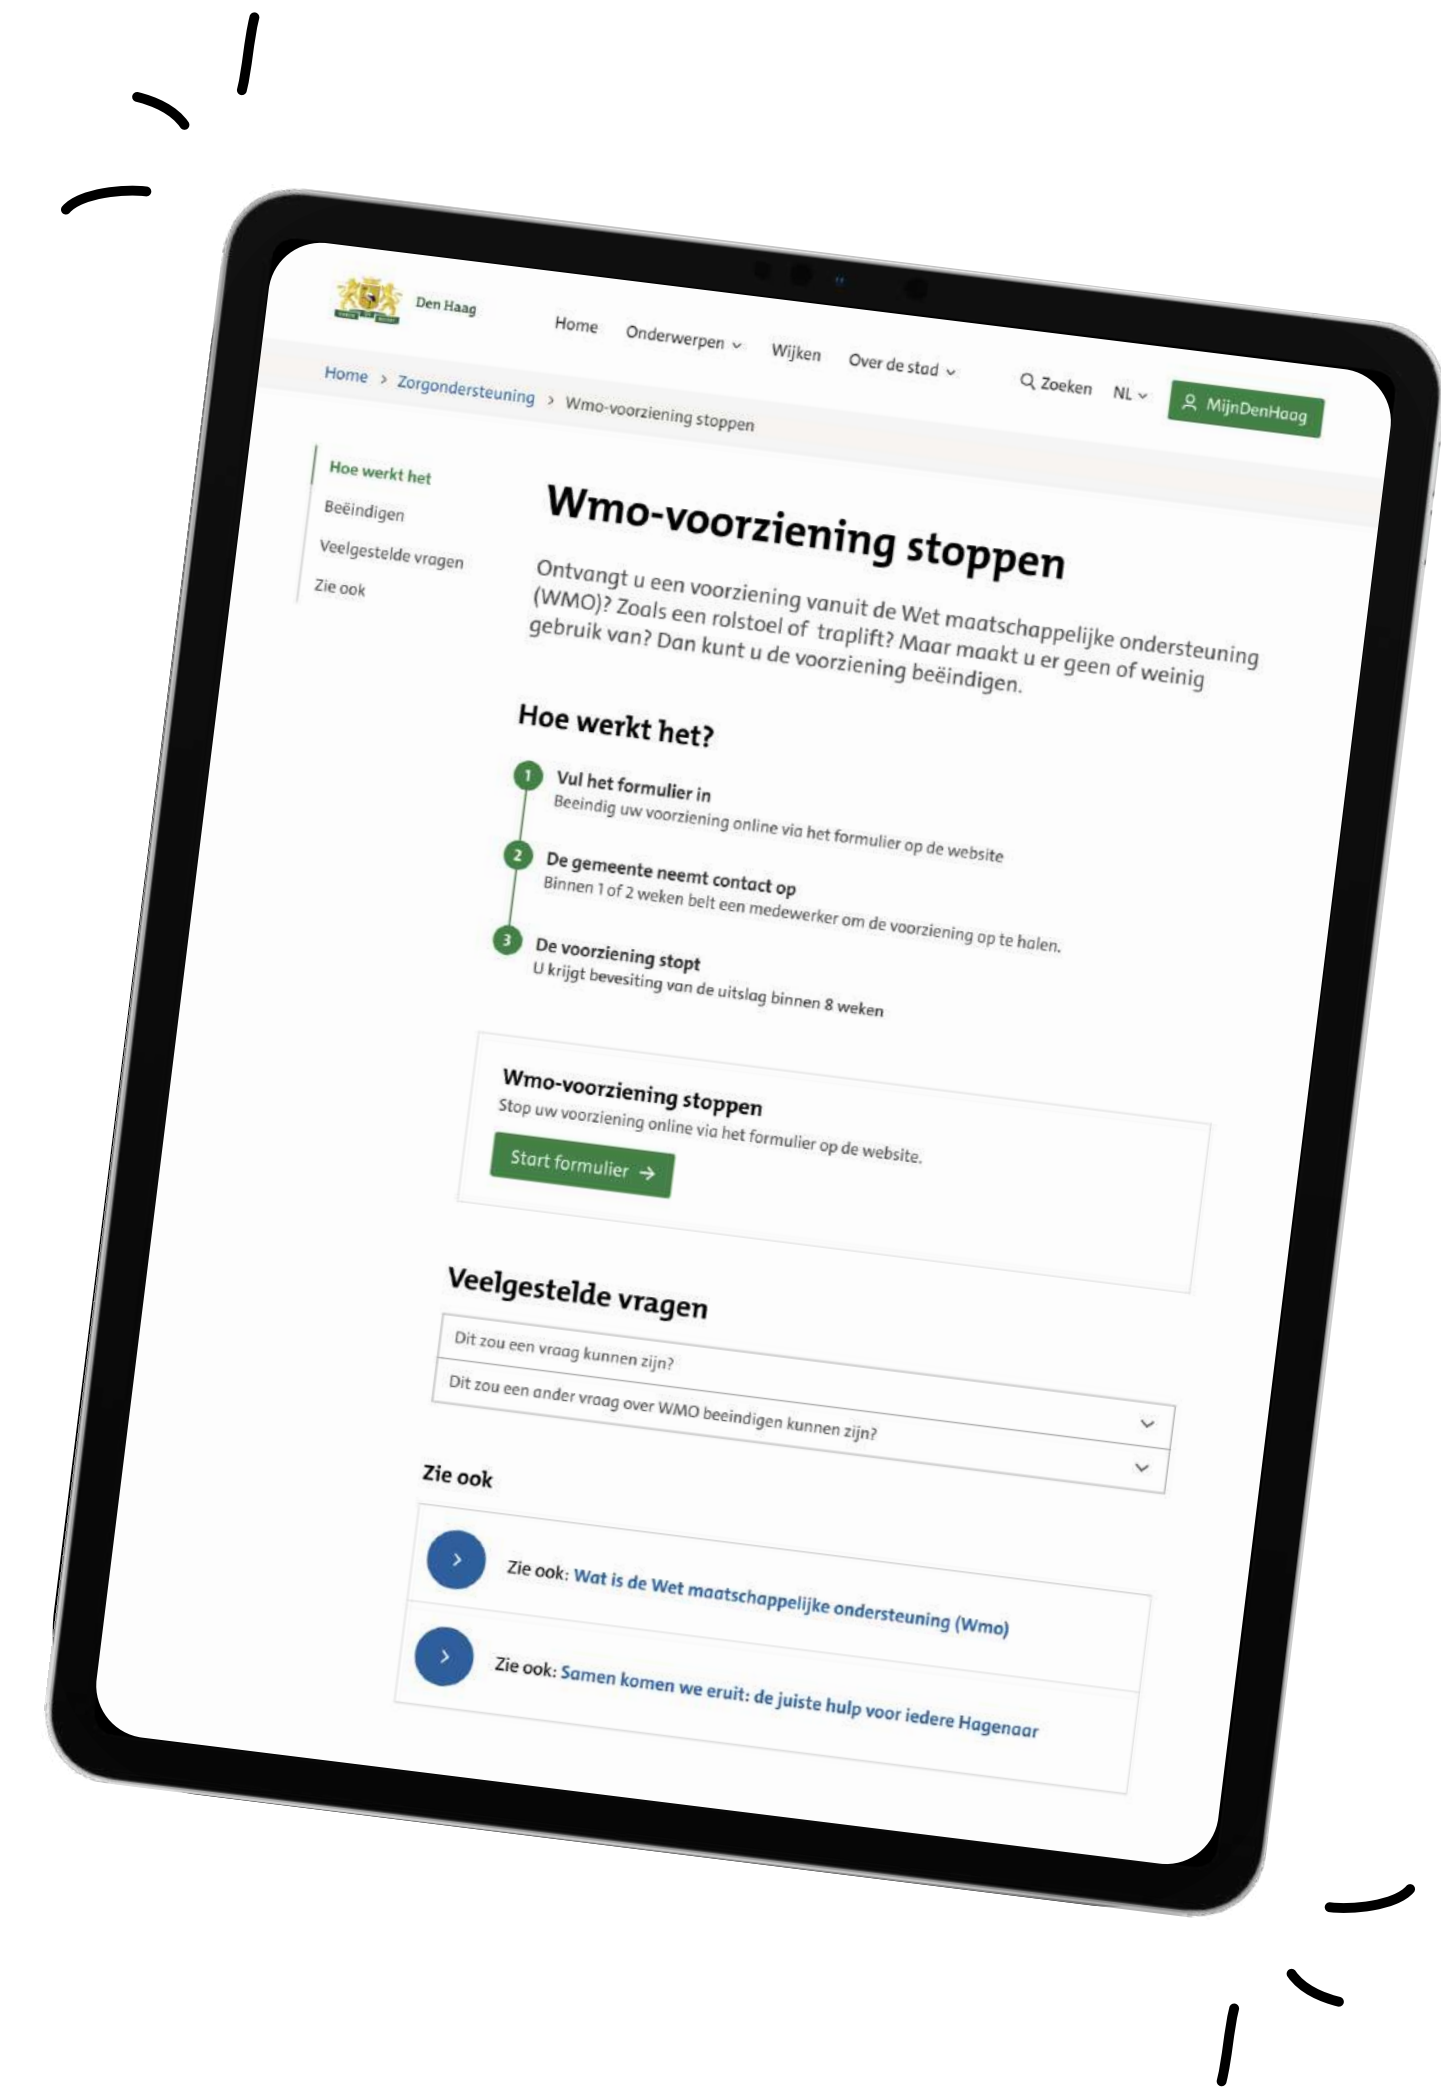 Den Haag
Home
Onderwerpen
Wijken
Over de stad
Zoeken
NL
MijnDenHaag
Home > Zorgondersteuning > Wmo-voorziening stoppen
Hoe werkt het
Beëindigen
Veelgestelde vragen
Zie ook
Wmo-voorziening stoppen
Ontvangt u een voorziening vanuit de Wet maatschappelijke ondersteuning
(WMO)? Zoals een rolstoel of traplift? Maar maakt u er geen of weinig
gebruik van? Dan kunt u de voorziening beëindigen.
Hoe werkt het?
1
Vul het formulier in
Beeindig uw voorziening online via het formulier op de website
2
De gemeente neemt contact op
Binnen 1 of 2 weken belt een medewerker om de voorziening op te halen.
3
De voorziening stopt
U krijgt bevesiting van de uitslag binnen 8 weken
Wmo-voorziening stoppen
Stop uw voorziening online via het formulier op de website.
Start formulier →
Veelgestelde vragen
Dit zou een vraag kunnen zijn?
Dit zou een ander vraag over WMO beeindigen kunnen zijn?
Zie ook
Zie ook: Wat is de Wet maatschappelijke ondersteuning (Wmo)
Zie ook: Samen komen we eruit: de juiste hulp voor iedere Hagenaar